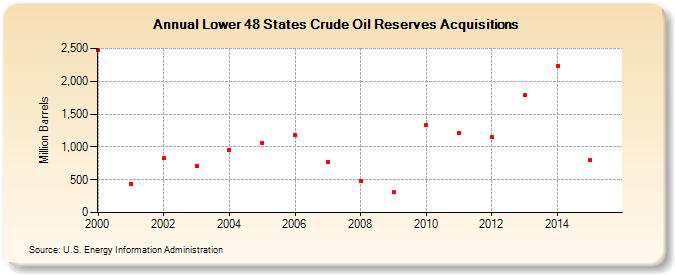 Annual Lower 48 States Crude Oil Reserves Acquisitions
Million Barrels
2,500
2,000
1,500
1,000
500
0
2000 2002 2004 2006 2008 2010 2012 2014
Source: U.S. Energy Information Administration